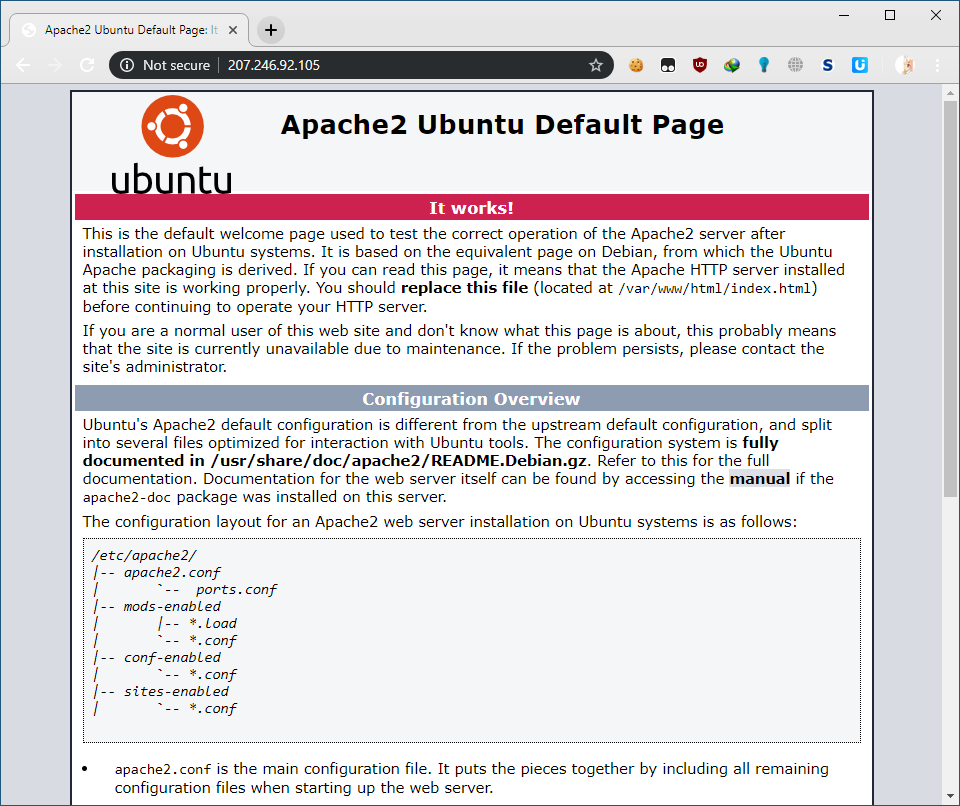 Apache2 Ubuntu Default Page: It
Not secure 207.246.92.105
ubuntu
Apache2 Ubuntu Default Page
It works!
This is the default welcome page used to test the correct operation of the Apache2 server after
installation on Ubuntu systems. It is based on the equivalent page on Debian, from which the Ubuntu
Apache packaging is derived. If you can read this page, it means that the Apache HTTP server installed
at this site is working properly. You should replace this file (located at /var/www/html/index.html)
before continuing to operate your HTTP server.
If you are a normal user of this web site and don't know what this page is about, this probably means
that the site is currently unavailable due to maintenance. If the problem persists, please contact the
site's administrator.
Configuration Overview
Ubuntu's Apache2 default configuration is different from the upstream default configuration, and split
into several files optimized for interaction with Ubuntu tools. The configuration system is fully
documented in /usr/share/doc/apache2/README.Debian.gz. Refer to this for the full
documentation. Documentation for the web server itself can be found by accessing the manual if the
apache2-doc package was installed on this server.
The configuration layout for an Apache2 web server installation on Ubuntu systems is as follows:
/etc/apache2/
|-- apache2.conf
|       `--  ports.conf
|-- mods-enabled
|       |-- *.load
|       `-- *.conf
|-- conf-enabled
|       `-- *.conf
|-- sites-enabled
|       `-- *.conf
• apache2.conf is the main configuration file. It puts the pieces together by including all remaining
configuration files when starting up the web server.